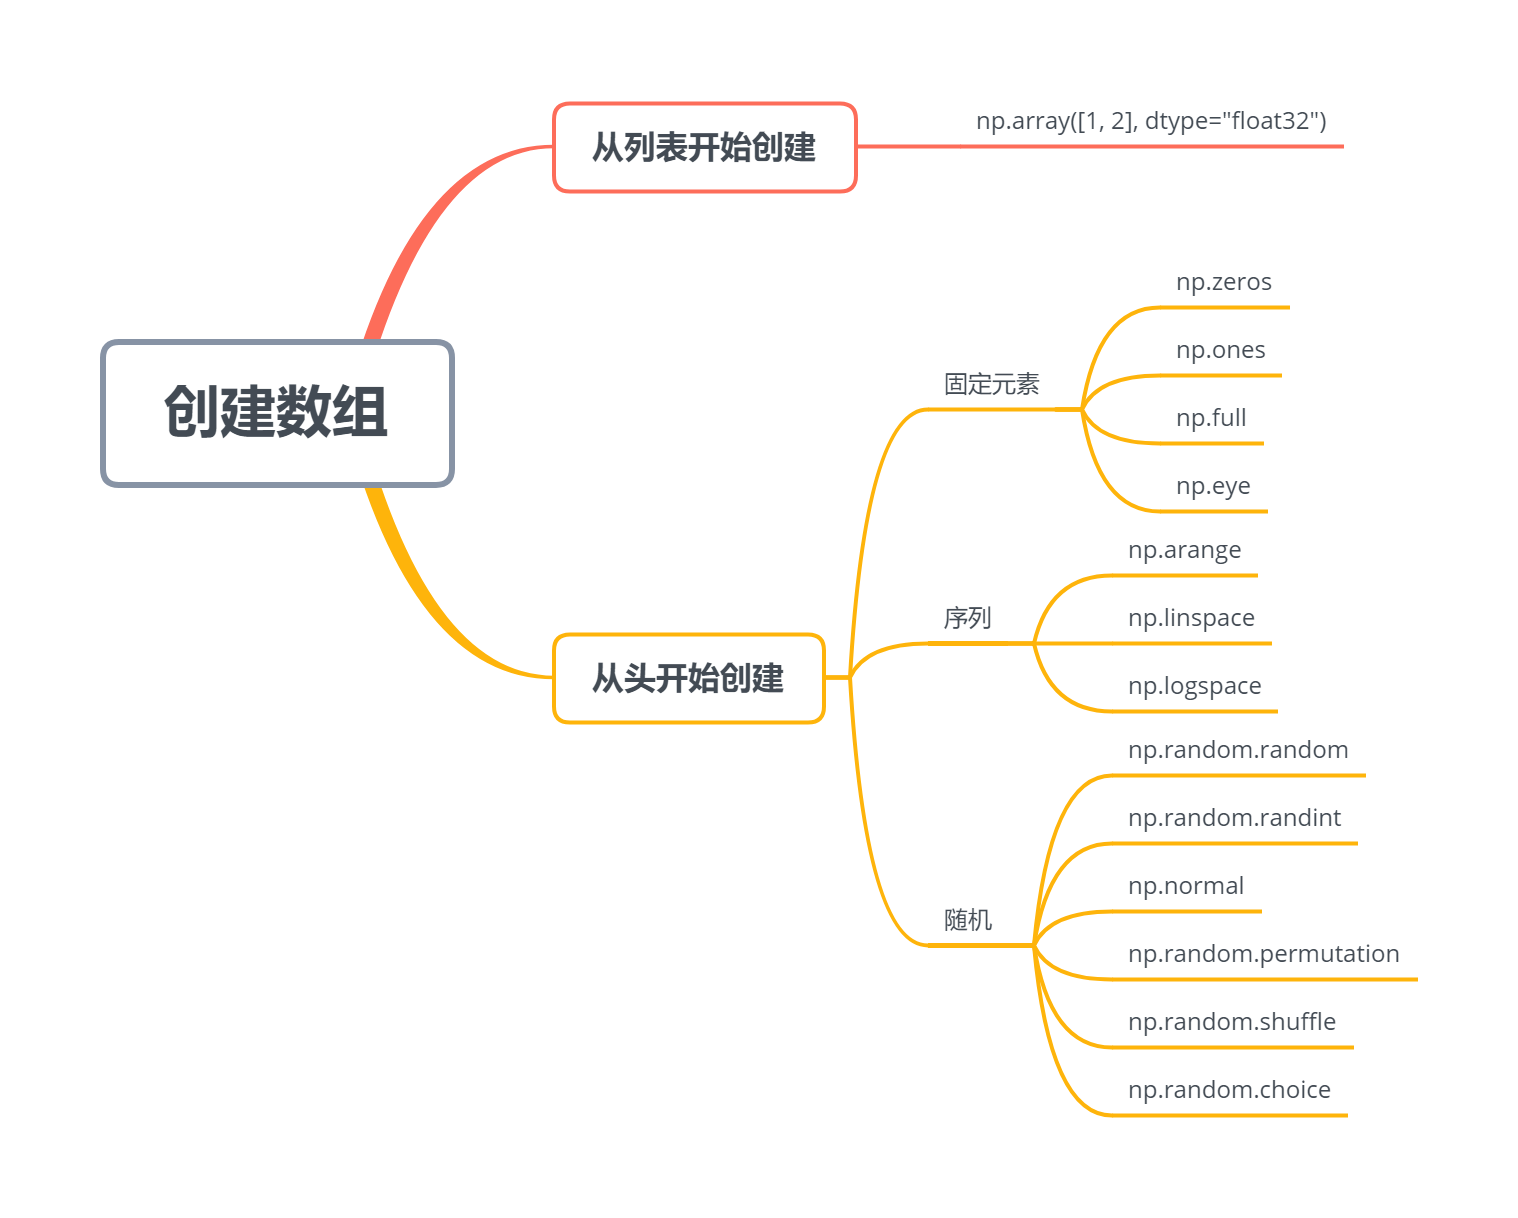 创建数组
从列表开始创建
np.array([1, 2], dtype="float32")
从头开始创建
固定元素
np.zeros
np.ones
np.full
np.eye
序列
np.arange
np.linspace
np.logspace
随机
np.random.random
np.random.randint
np.normal
np.random.permutation
np.random.shuffle
np.random.choice